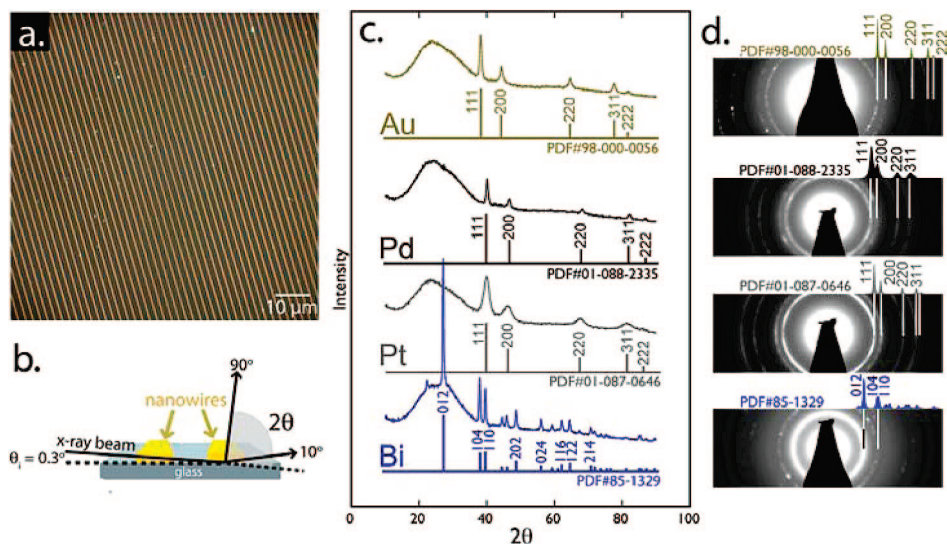 a.
10 µm
b.
90°
nanowires
2θ
x-ray beam
10°
θi = 0.3°
glass
c.
Intensity
111
200
220
311
222
Au
PDF#98-000-0056
111
200
220
311
222
Pd
PDF#01-088-2335
111
200
220
311
222
Pt
PDF#01-087-0646
012
104
110
202
024
116
122
214
Bi
PDF#85-1329
0 20 40 60 80 100
2θ
d.
111
200
220
311
222
PDF#98-000-0056
111
200
220
311
PDF#01-088-2335
111
200
220
311
PDF#01-087-0646
012
104
110
PDF#85-1329